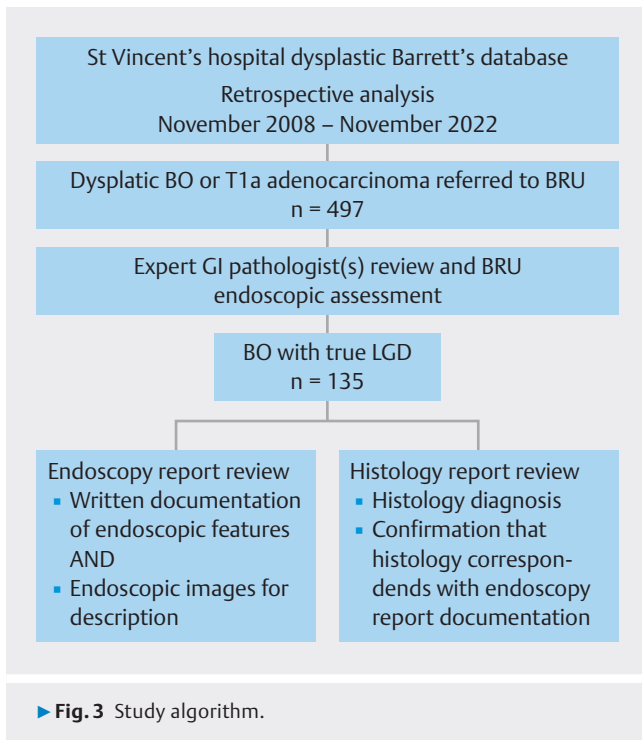 St Vincent's hospital dysplastic Barrett's database
Retrospective analysis
November 2008 – November 2022
Dysplatic BO or T1a adenocarcinoma referred to BRU
n = 497
Expert GI pathologist(s) review and BRU
endoscopic assessment
BO with true LGD
n = 135
Endoscopy report review
▪ Written documentation
of endoscopic features
AND
▪ Endoscopic images for
description
Histology report review
▪ Histology diagnosis
▪ Confirmation that
histology correspon-
dends with endoscopy
report documentation
▶ Fig. 3 Study algorithm.